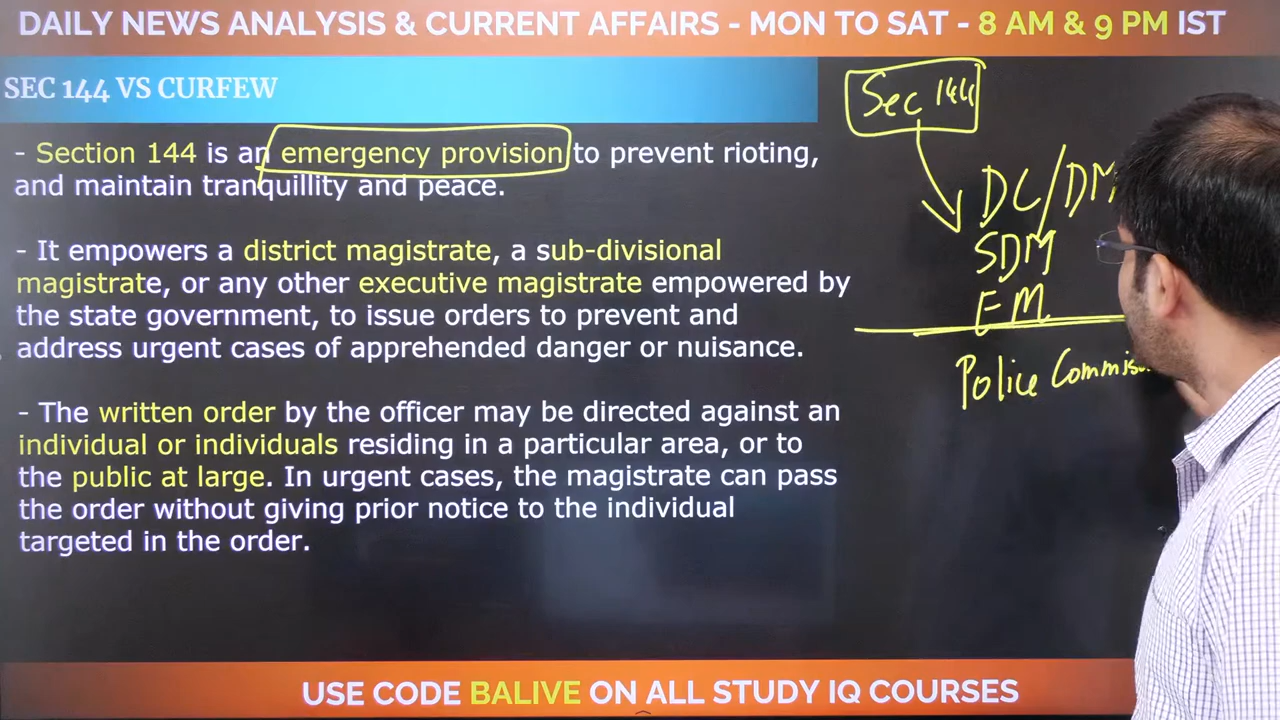 DAILY NEWS ANALYSIS & CURRENT AFFAIRS - MON TO SAT - 8 AM & 9 PM IST
SEC 144 VS CURFEW
- Section 144 is an emergency provision to prevent rioting,
and maintain tranquillity and peace.
- It empowers a district magistrate, a sub-divisional
magistrate, or any other executive magistrate empowered by
the state government, to issue orders to prevent and
address urgent cases of apprehended danger or nuisance.
- The written order by the officer may be directed against an
individual or individuals residing in a particular area, or to
the public at large. In urgent cases, the magistrate can pass
the order without giving prior notice to the individual
targeted in the order.
Sec 144
DC/DM
SDM
EM
Police
USE CODE BALIVE ON ALL STUDY IQ COURSES